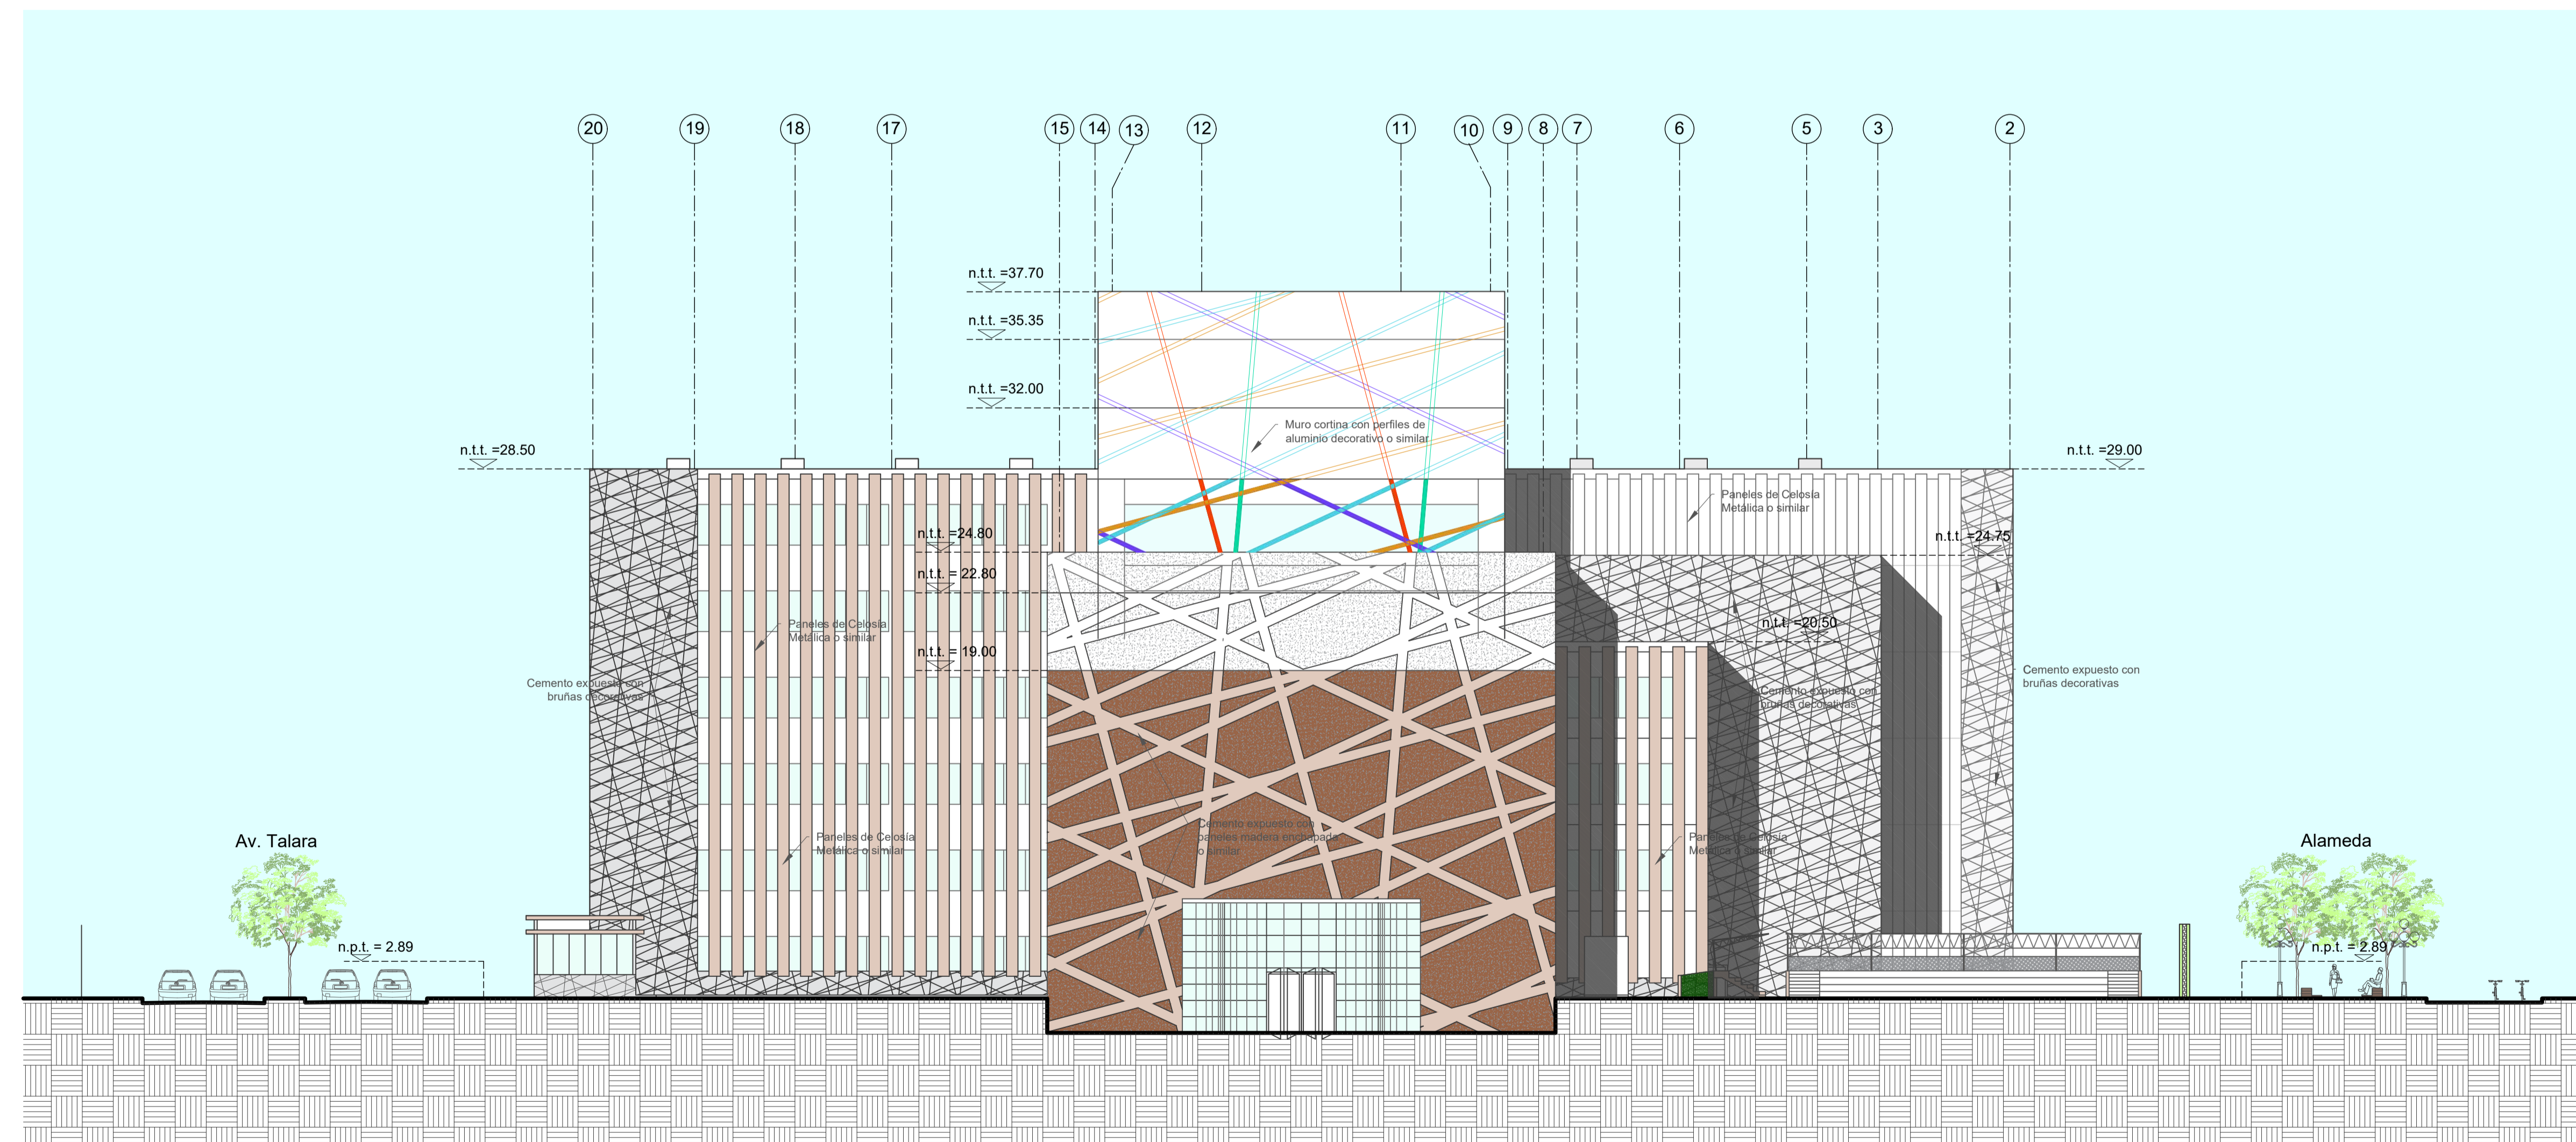 20
19
18
17
15
14
13
12
11
10
9
8
7
6
5
3
2
n.t.t. =37.70
n.t.t. =35.35
n.t.t. =32.00
Muro cortina con perfiles de
aluminio decorativo o similar
n.t.t. =28.50
n.t.t. =29.00
Paneles de Celosía
Metálica o similar
n.t.t. =24.80
n.t.t. =24.75
n.t.t. = 22.80
n.t.t. =20.50
Paneles de Celosía
Metálica o similar
n.t.t. = 19.00
Cemento expuesto con
bruñas decorativas
Cemento expuesto con
bruñas decorativas
Cemento expuesto con
bruñas decorativas
Cemento expuesto con
paneles madera enchapada
o similar
Paneles de Celosía
Metálica o similar
Paneles de Celosía
Metálica o similar
Av. Talara
Alameda
n.p.t. = 2.89
n.p.t. = 2.89